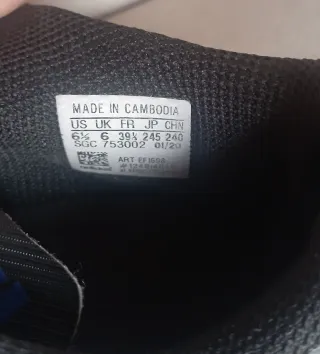 MADE IN CAMBODIA
US UK FR JP CHN
6½ 6 39⅓ 245 240
SGC 753002 01/20
ART